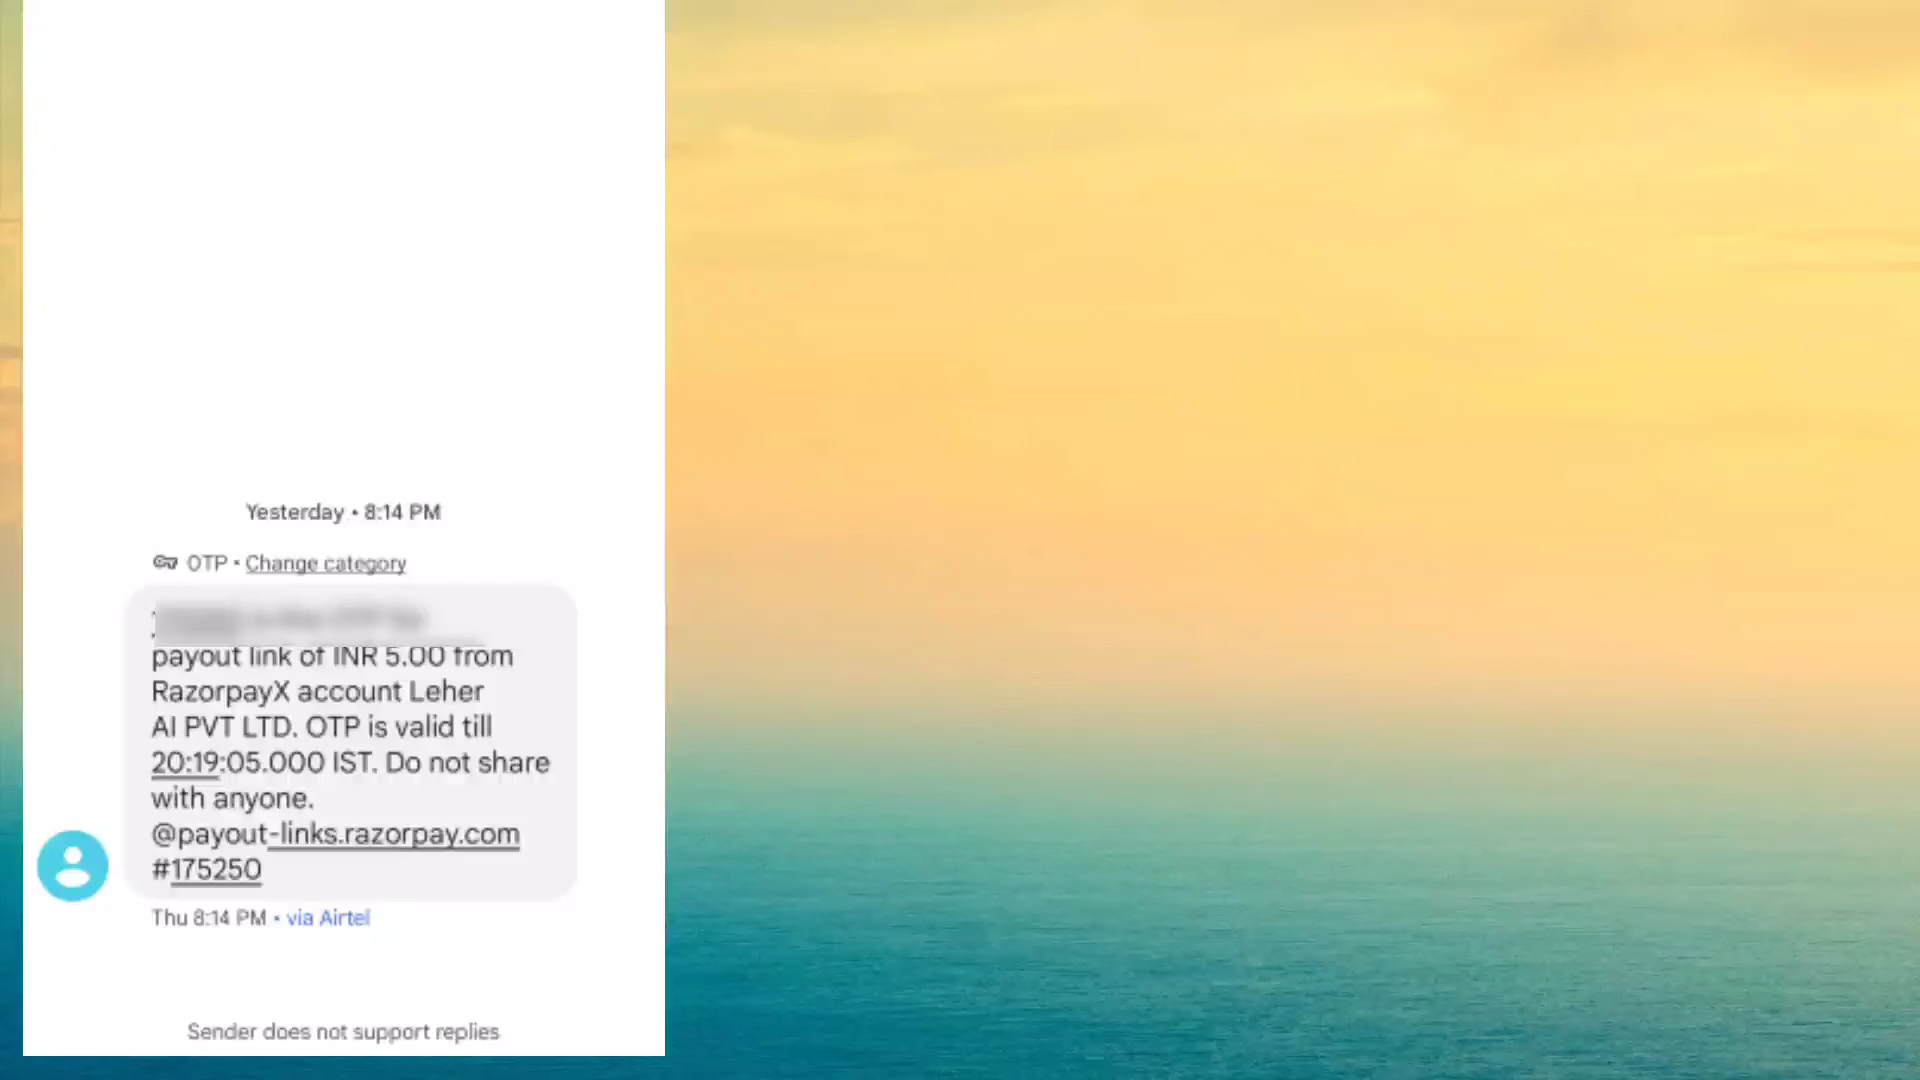 Yesterday • 8:14 PM
OTP • Change category
payout link of INR 5.00 from
RazorpayX account Leher
AI PVT LTD. OTP is valid till
20:19:05.000 IST. Do not share
with anyone.
@payout-links.razorpay.com
#175250
Thu 8:14 PM • via Airtel
Sender does not support replies